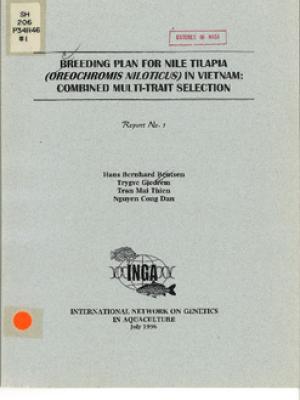 SH
206
P341146
#1
BREEDING PLAN FOR NILE TILAPIA
(OREOCHROMIS NILOTICUS) IN VIETNAM:
COMBINED MULTI-TRAIT SELECTION
Report No. 1
Hans Bernhard Bentsen
Trygve Gjedrem
Tran Mai Thien
Nguyen Cong Dan
INGA
INTERNATIONAL NETWORK ON GENETICS
IN AQUACULTURE
July 1996